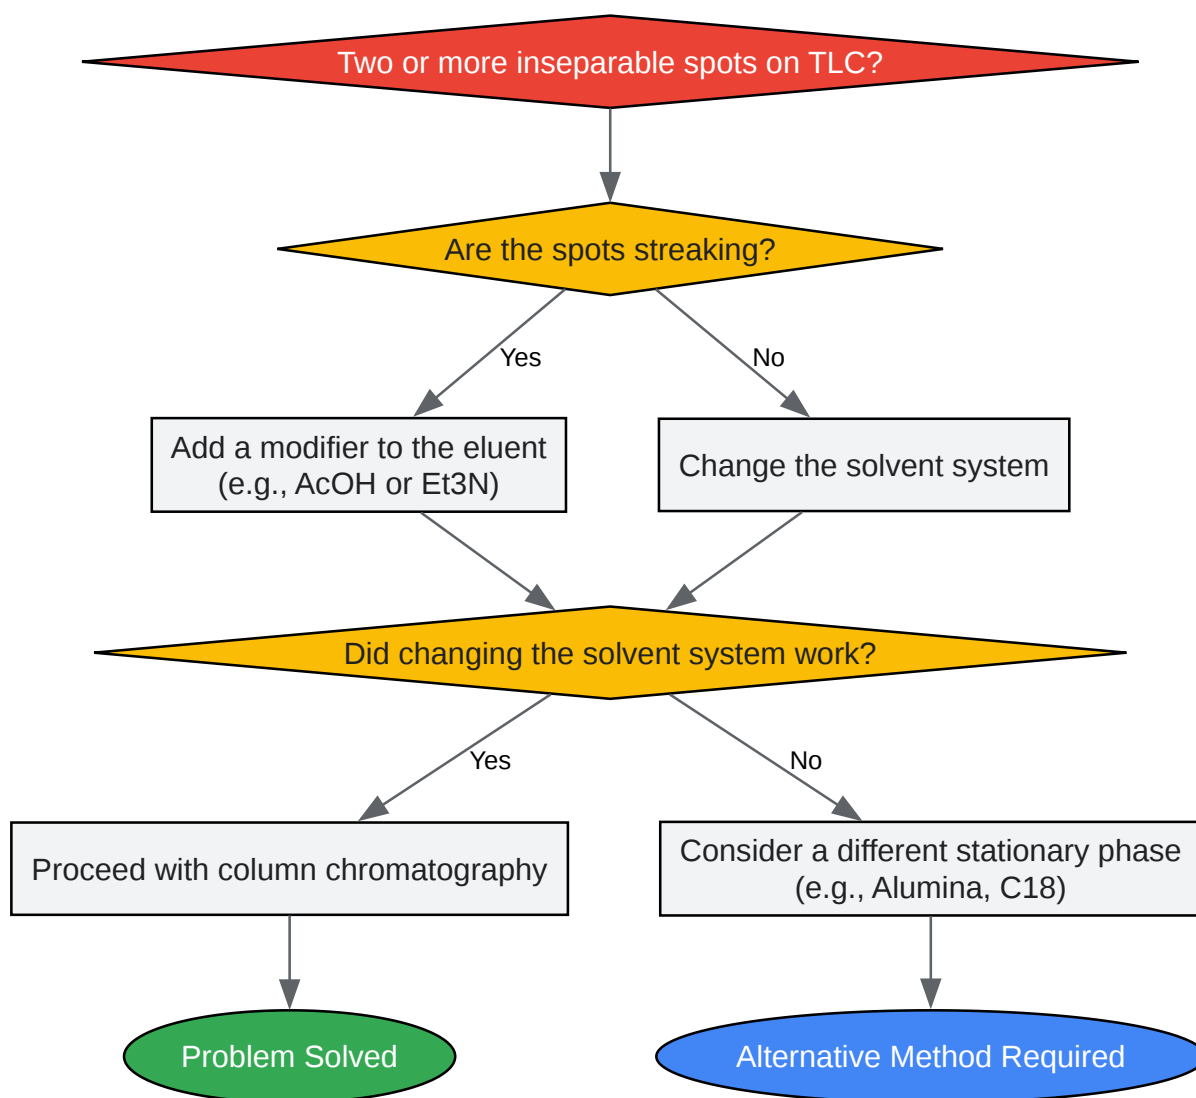 Two or more inseparable spots on TLC?
Are the spots streaking?
Yes
No
Add a modifier to the eluent
(e.g., AcOH or Et3N)
Change the solvent system
Did changing the solvent system work?
Yes
No
Proceed with column chromatography
Consider a different stationary phase
(e.g., Alumina, C18)
Problem Solved
Alternative Method Required